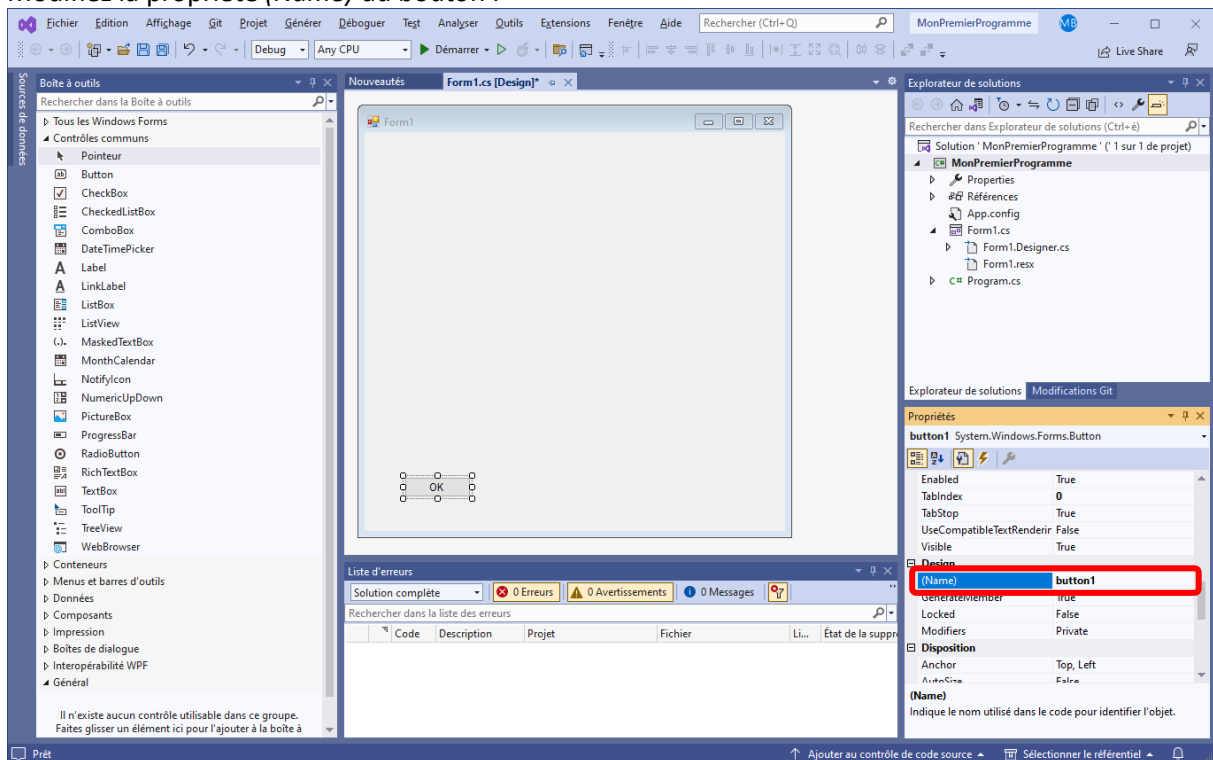 modifiez la propriété (Name) du bouton :
Fichier Edition Affichage Git Projet Générer Déboguer Test Analyser Outils Extensions Fenêtre Aide Rechercher (Ctrl+Q) MonPremierProgramme MB
Debug Any CPU Démarrer Live Share
Sources de données
Boîte à outils
Rechercher dans la Boîte à outils
Tous les Windows Forms
Contrôles communs
Pointeur
Button
CheckBox
CheckedListBox
ComboBox
DateTimePicker
Label
LinkLabel
ListBox
ListView
MaskedTextBox
MonthCalendar
NotifyIcon
NumericUpDown
PictureBox
ProgressBar
RadioButton
RichTextBox
TextBox
ToolTip
TreeView
WebBrowser
Conteneurs
Menus et barres d'outils
Données
Composants
Impression
Boîtes de dialogue
Interopérabilité WPF
Général
Il n'existe aucun contrôle utilisable dans ce groupe.
Faites glisser un élément ici pour l'ajouter à la boîte à
Nouveautés Form1.cs [Design]*
Form1
OK
Liste d'erreurs
Solution complète 0 Erreurs 0 Avertissements 0 Messages
Rechercher dans la liste des erreurs
Code Description Projet Fichier Li... État de la suppre
Explorateur de solutions
Rechercher dans Explorateur de solutions (Ctrl+è)
Solution ' MonPremierProgramme ' (' 1 sur 1 de projet)
MonPremierProgramme
Properties
Références
App.config
Form1.cs
Form1.Designer.cs
Form1.resx
C# Program.cs
Explorateur de solutions Modifications Git
Propriétés
button1 System.Windows.Forms.Button
Enabled True
TabIndex 0
TabStop True
UseCompatibleTextRenderin False
Visible True
Design
(Name) button1
GenerateMember True
Locked False
Modifiers Private
Disposition
Anchor Top, Left
AutoSize False
(Name)
Indique le nom utilisé dans le code pour identifier l'objet.
Prêt Ajouter au contrôle de code source Sélectionner le référentiel